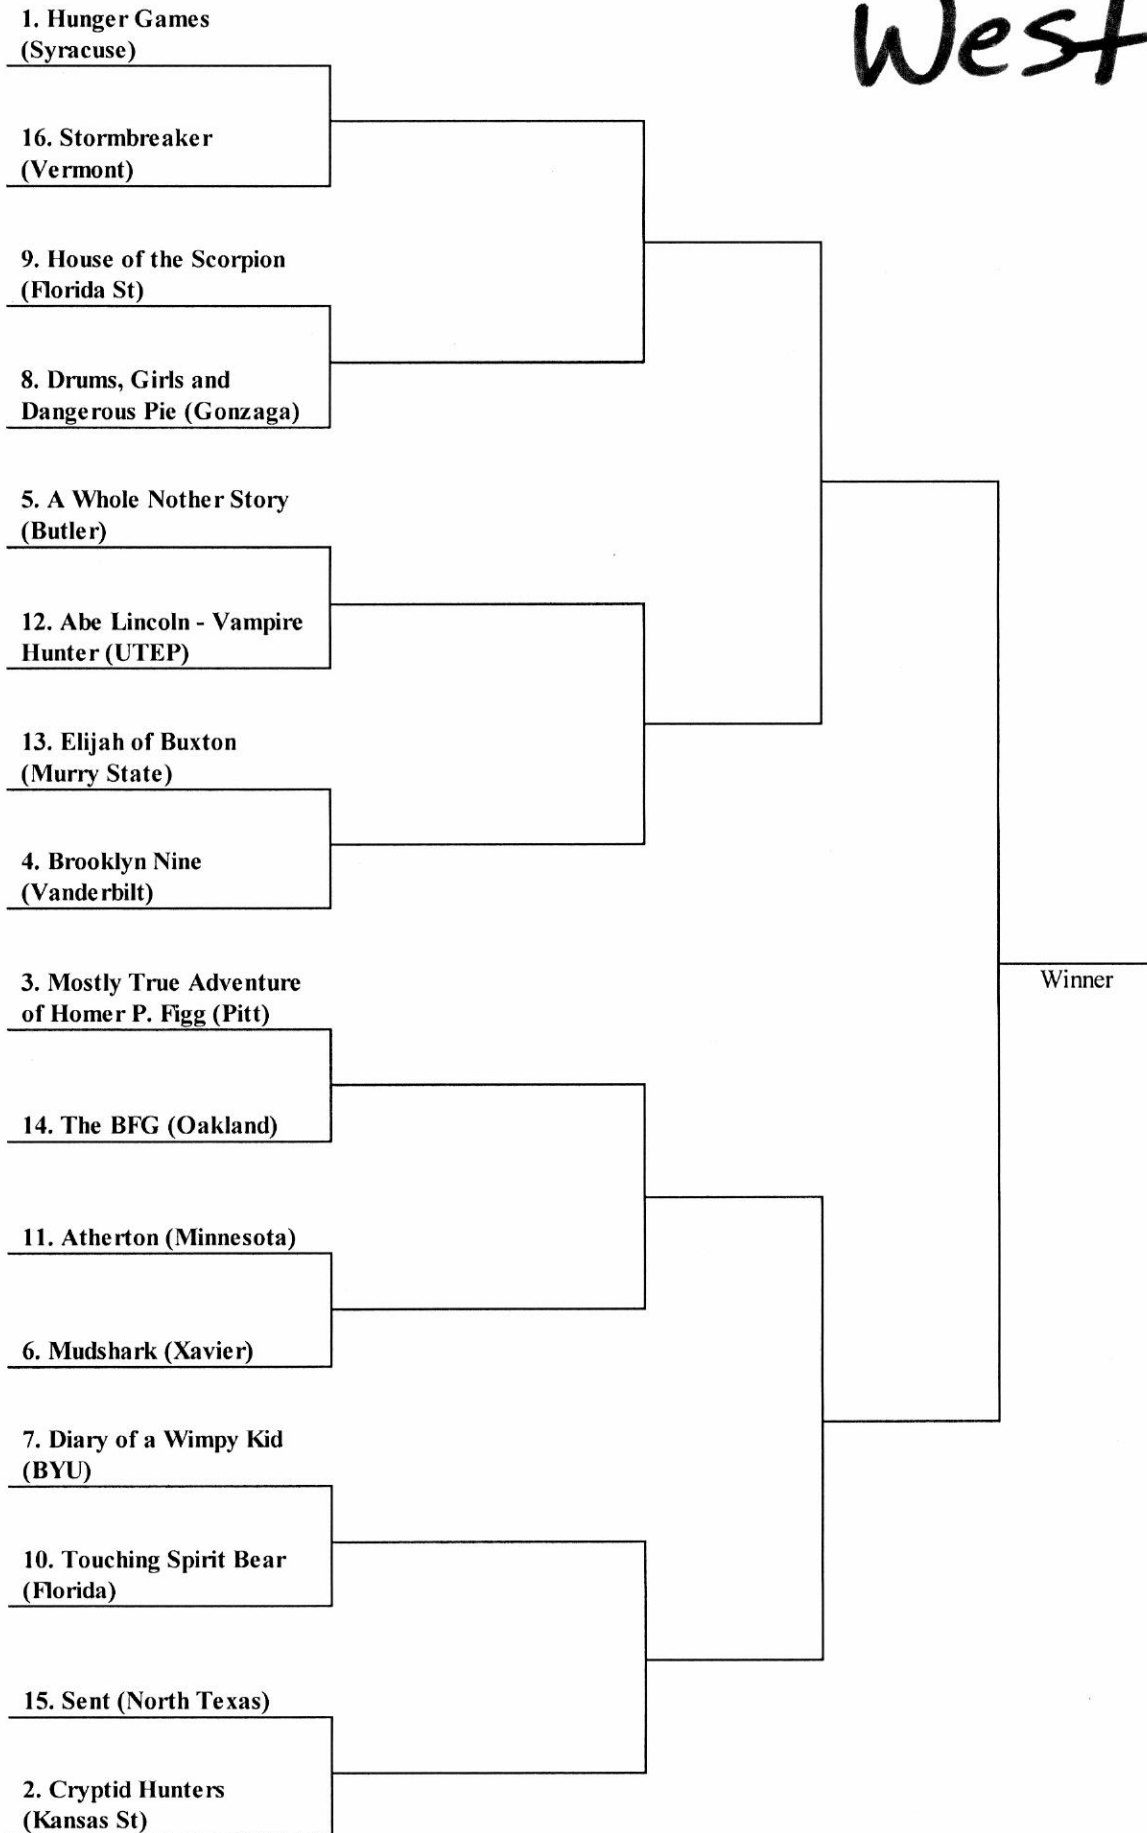 West
1. Hunger Games
(Syracuse)
16. Stormbreaker
(Vermont)
9. House of the Scorpion
(Florida St)
8. Drums, Girls and
Dangerous Pie (Gonzaga)
5. A Whole Nother Story
(Butler)
12. Abe Lincoln - Vampire
Hunter (UTEP)
13. Elijah of Buxton
(Murry State)
4. Brooklyn Nine
(Vanderbilt)
3. Mostly True Adventure
of Homer P. Figg (Pitt)
14. The BFG (Oakland)
11. Atherton (Minnesota)
6. Mudshark (Xavier)
7. Diary of a Wimpy Kid
(BYU)
10. Touching Spirit Bear
(Florida)
15. Sent (North Texas)
2. Cryptid Hunters
(Kansas St)
Winner